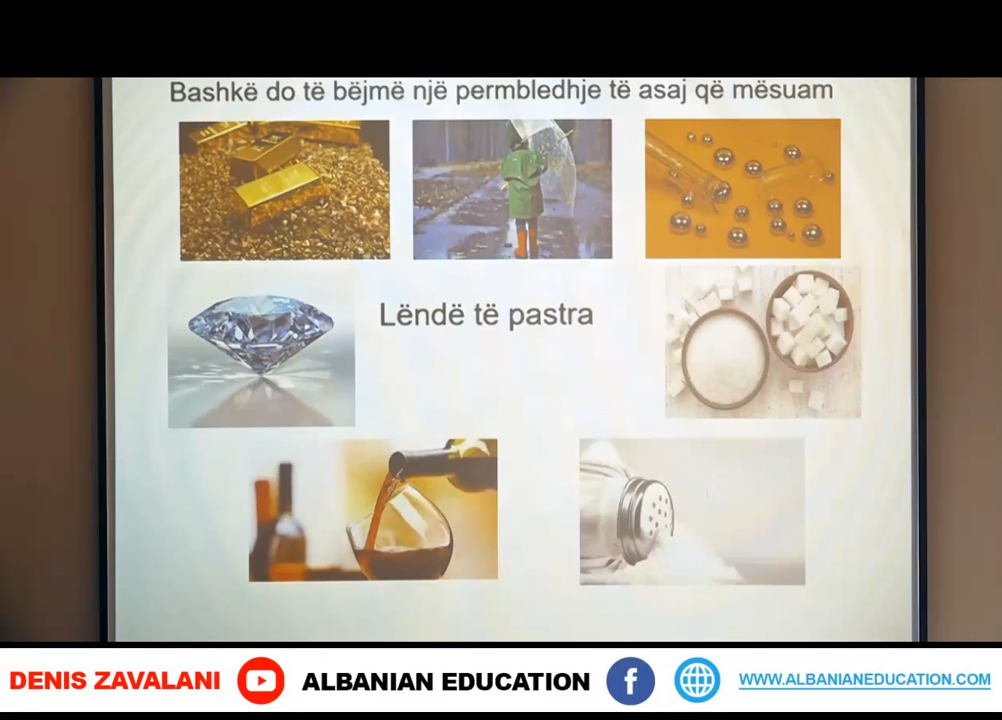 Bashkë do të bëjmë një permbledhje të asaj që mësuam
Lëndë të pastra
DENIS ZAVALANI ALBANIAN EDUCATION f WWW.ALBANIANEDUCATION.COM